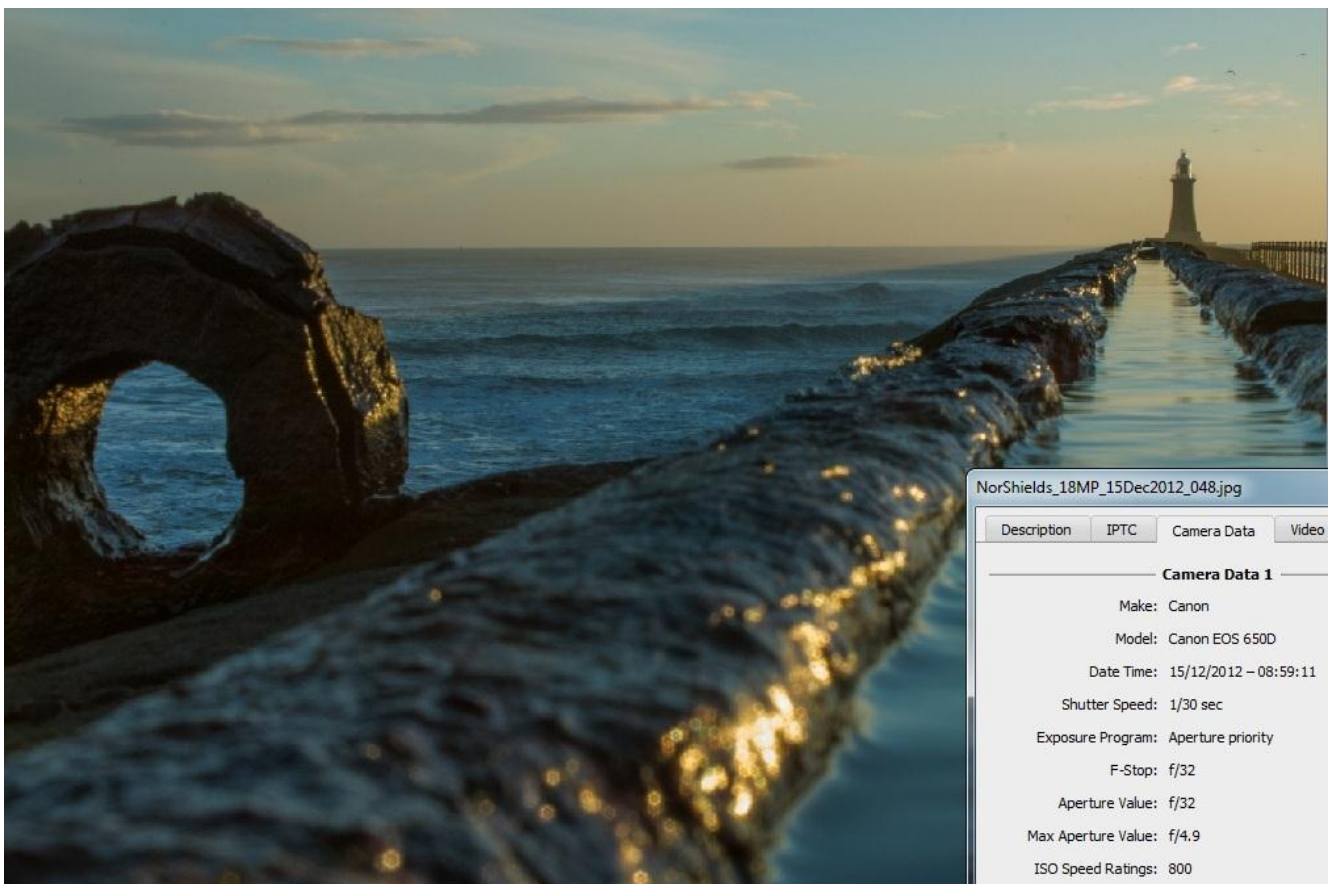 NorShields_18MP_15Dec2012_048.jpg
Description IPTC Camera Data Video
Camera Data 1
Make: Canon
Model: Canon EOS 650D
Date Time: 15/12/2012 – 08:59:11
Shutter Speed: 1/30 sec
Exposure Program: Aperture priority
F-Stop: f/32
Aperture Value: f/32
Max Aperture Value: f/4.9
ISO Speed Ratings: 800